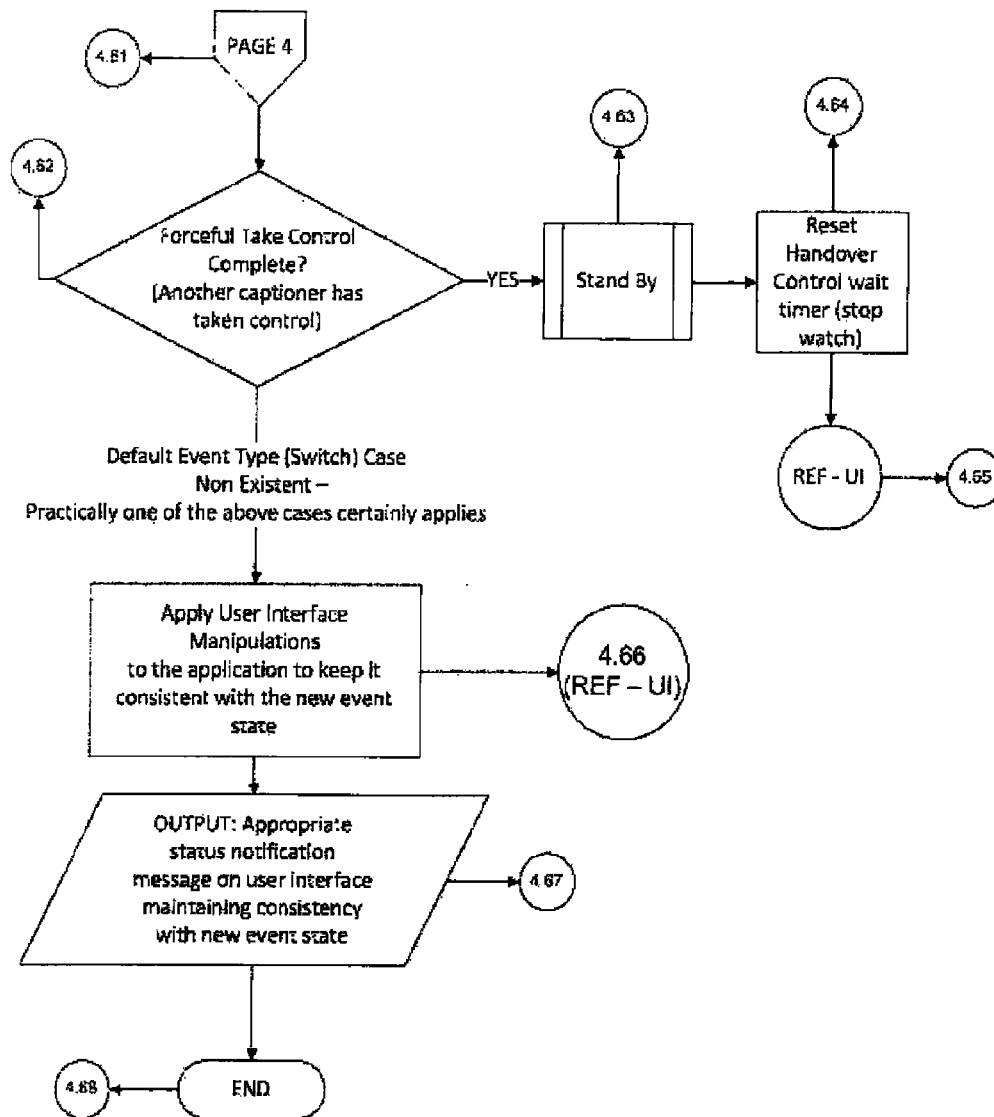 PAGE 4
4.61
4.62
Forceful Take Control
Complete?
(Another captioner has
taken control)
YES
Stand By
4.63
4.64
Reset
Handover
Control wait
timer (stop
watch)
REF - UI
4.65
Default Event Type (Switch) Case
Non Existent –
Practically one of the above cases certainly applies
Apply User Interface
Manipulations
to the application to keep it
consistent with the new event
state
4.66
(REF – UI)
OUTPUT: Appropriate
status notification
message on user interface
maintaining consistency
with new event state
4.67
END
4.68